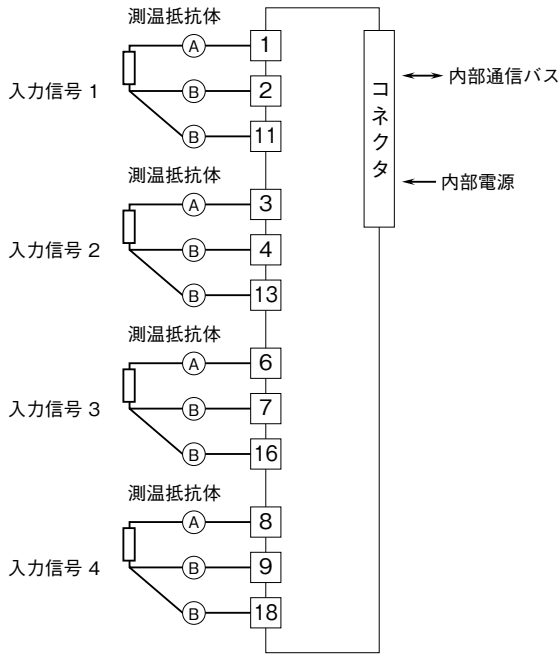 測温抵抗体
A 1
入力信号 1
B 2
B 11
測温抵抗体
A 3
入力信号 2
B 4
B 13
測温抵抗体
A 6
入力信号 3
B 7
B 16
測温抵抗体
A 8
入力信号 4
B 9
B 18
コネクタ
内部通信バス
内部電源